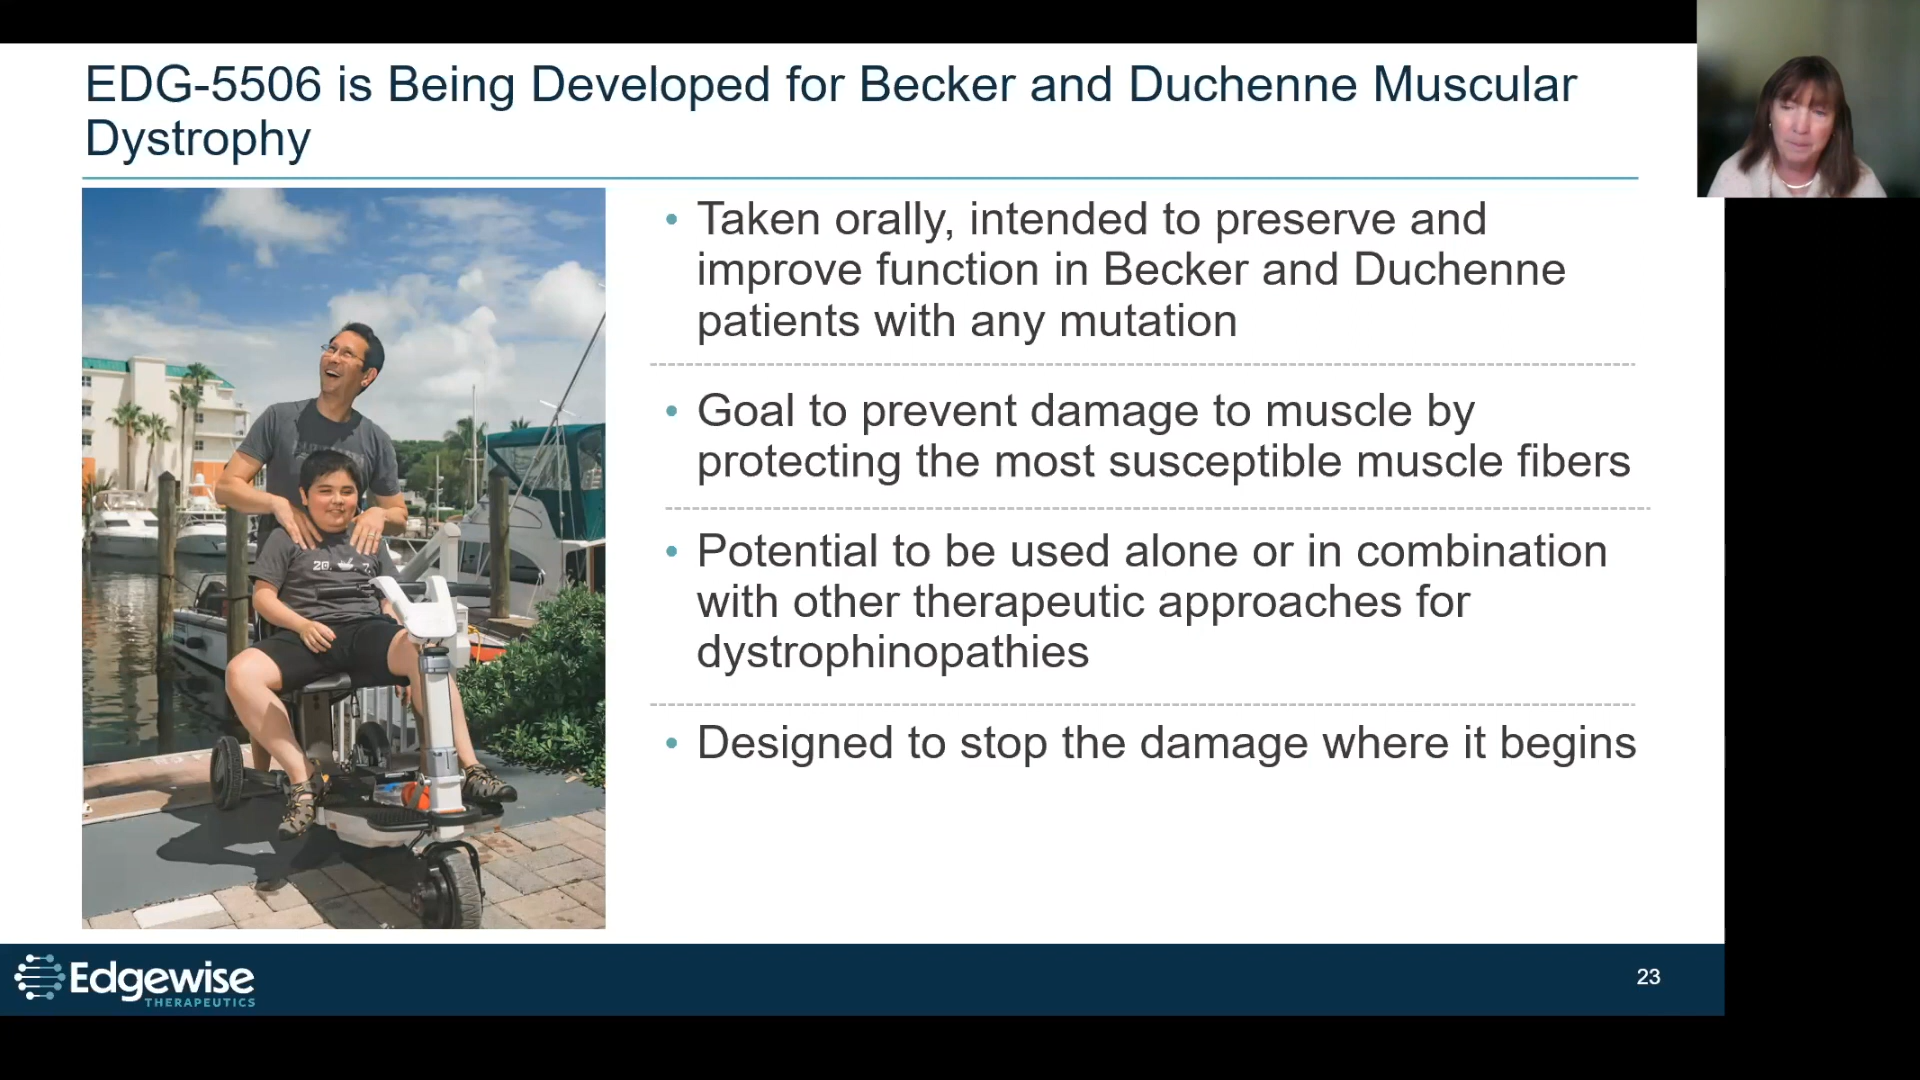 EDG-5506 is Being Developed for Becker and Duchenne Muscular
Dystrophy
• Taken orally, intended to preserve and
improve function in Becker and Duchenne
patients with any mutation
• Goal to prevent damage to muscle by
protecting the most susceptible muscle fibers
• Potential to be used alone or in combination
with other therapeutic approaches for
dystrophinopathies
• Designed to stop the damage where it begins
Edgewise
THERAPEUTICS
23